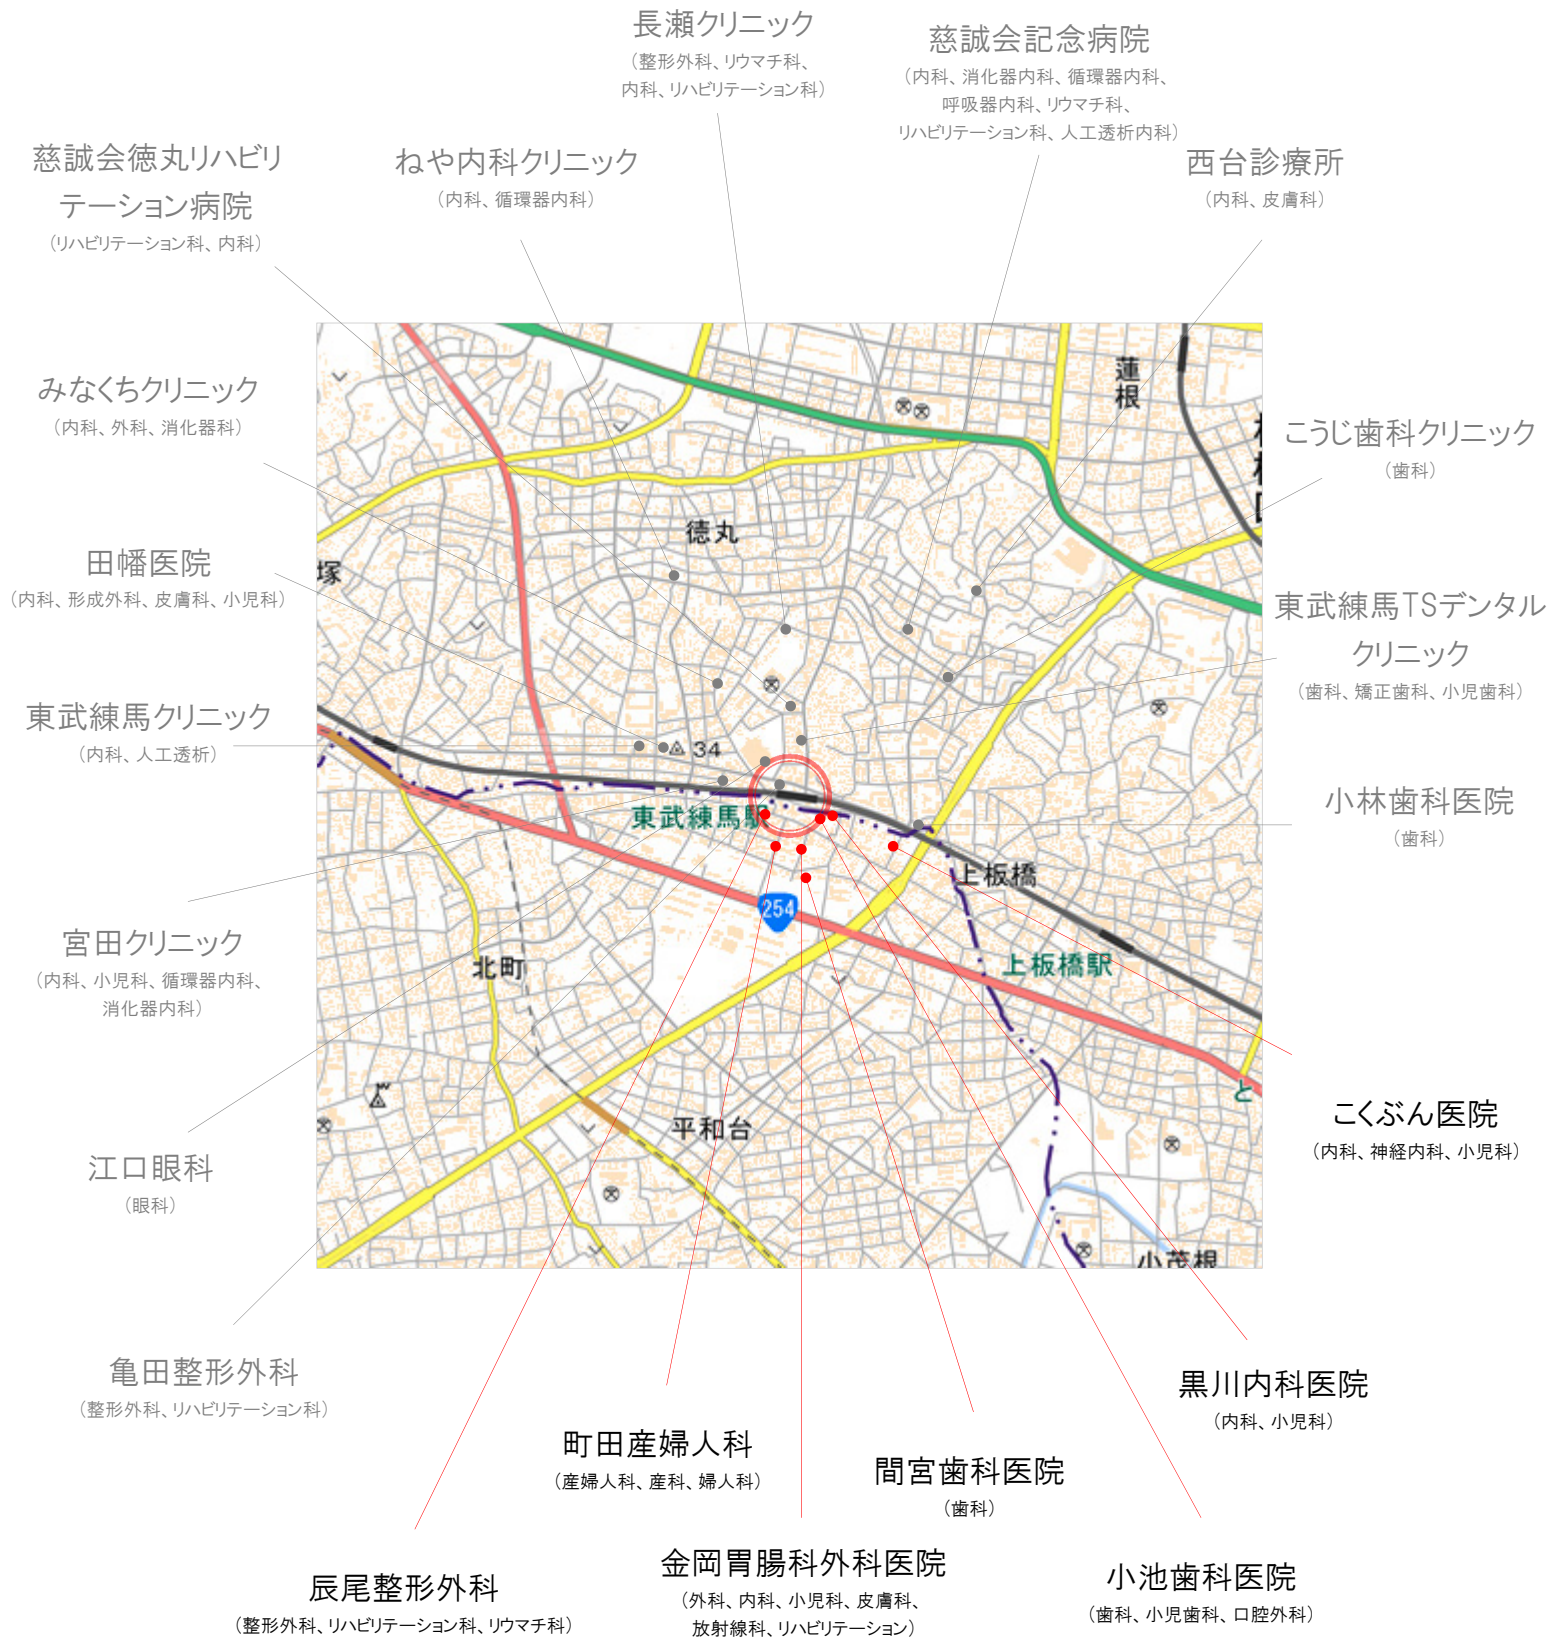 長瀬クリニック
（整形外科、リウマチ科、
内科、リハビリテーション科）
慈誠会記念病院
（内科、消化器内科、循環器内科、
呼吸器内科、リウマチ科、
リハビリテーション科、人工透析内科）
慈誠会徳丸リハビリ
テーション病院
（リハビリテーション科、内科）
ねや内科クリニック
（内科、循環器内科）
西台診療所
（内科、皮膚科）
みなくちクリニック
（内科、外科、消化器科）
こうじ歯科クリニック
（歯科）
田幡医院
（内科、形成外科、皮膚科、小児科）
東武練馬TSデンタル
クリニック
（歯科、矯正歯科、小児歯科）
東武練馬クリニック
（内科、人工透析）
小林歯科医院
（歯科）
宮田クリニック
（内科、小児科、循環器内科、
消化器内科）
江口眼科
（眼科）
亀田整形外科
（整形外科、リハビリテーション科）
蓮根
徳丸
塚
34
東武練馬駅
254
上板橋
上板橋駅
北町
平和台
と
小茂根
こくぶん医院
（内科、神経内科、小児科）
黒川内科医院
（内科、小児科）
町田産婦人科
（産婦人科、産科、婦人科）
間宮歯科医院
（歯科）
辰尾整形外科
（整形外科、リハビリテーション科、リウマチ科）
金岡胃腸科外科医院
（外科、内科、小児科、皮膚科、
放射線科、リハビリテーション）
小池歯科医院
（歯科、小児歯科、口腔外科）